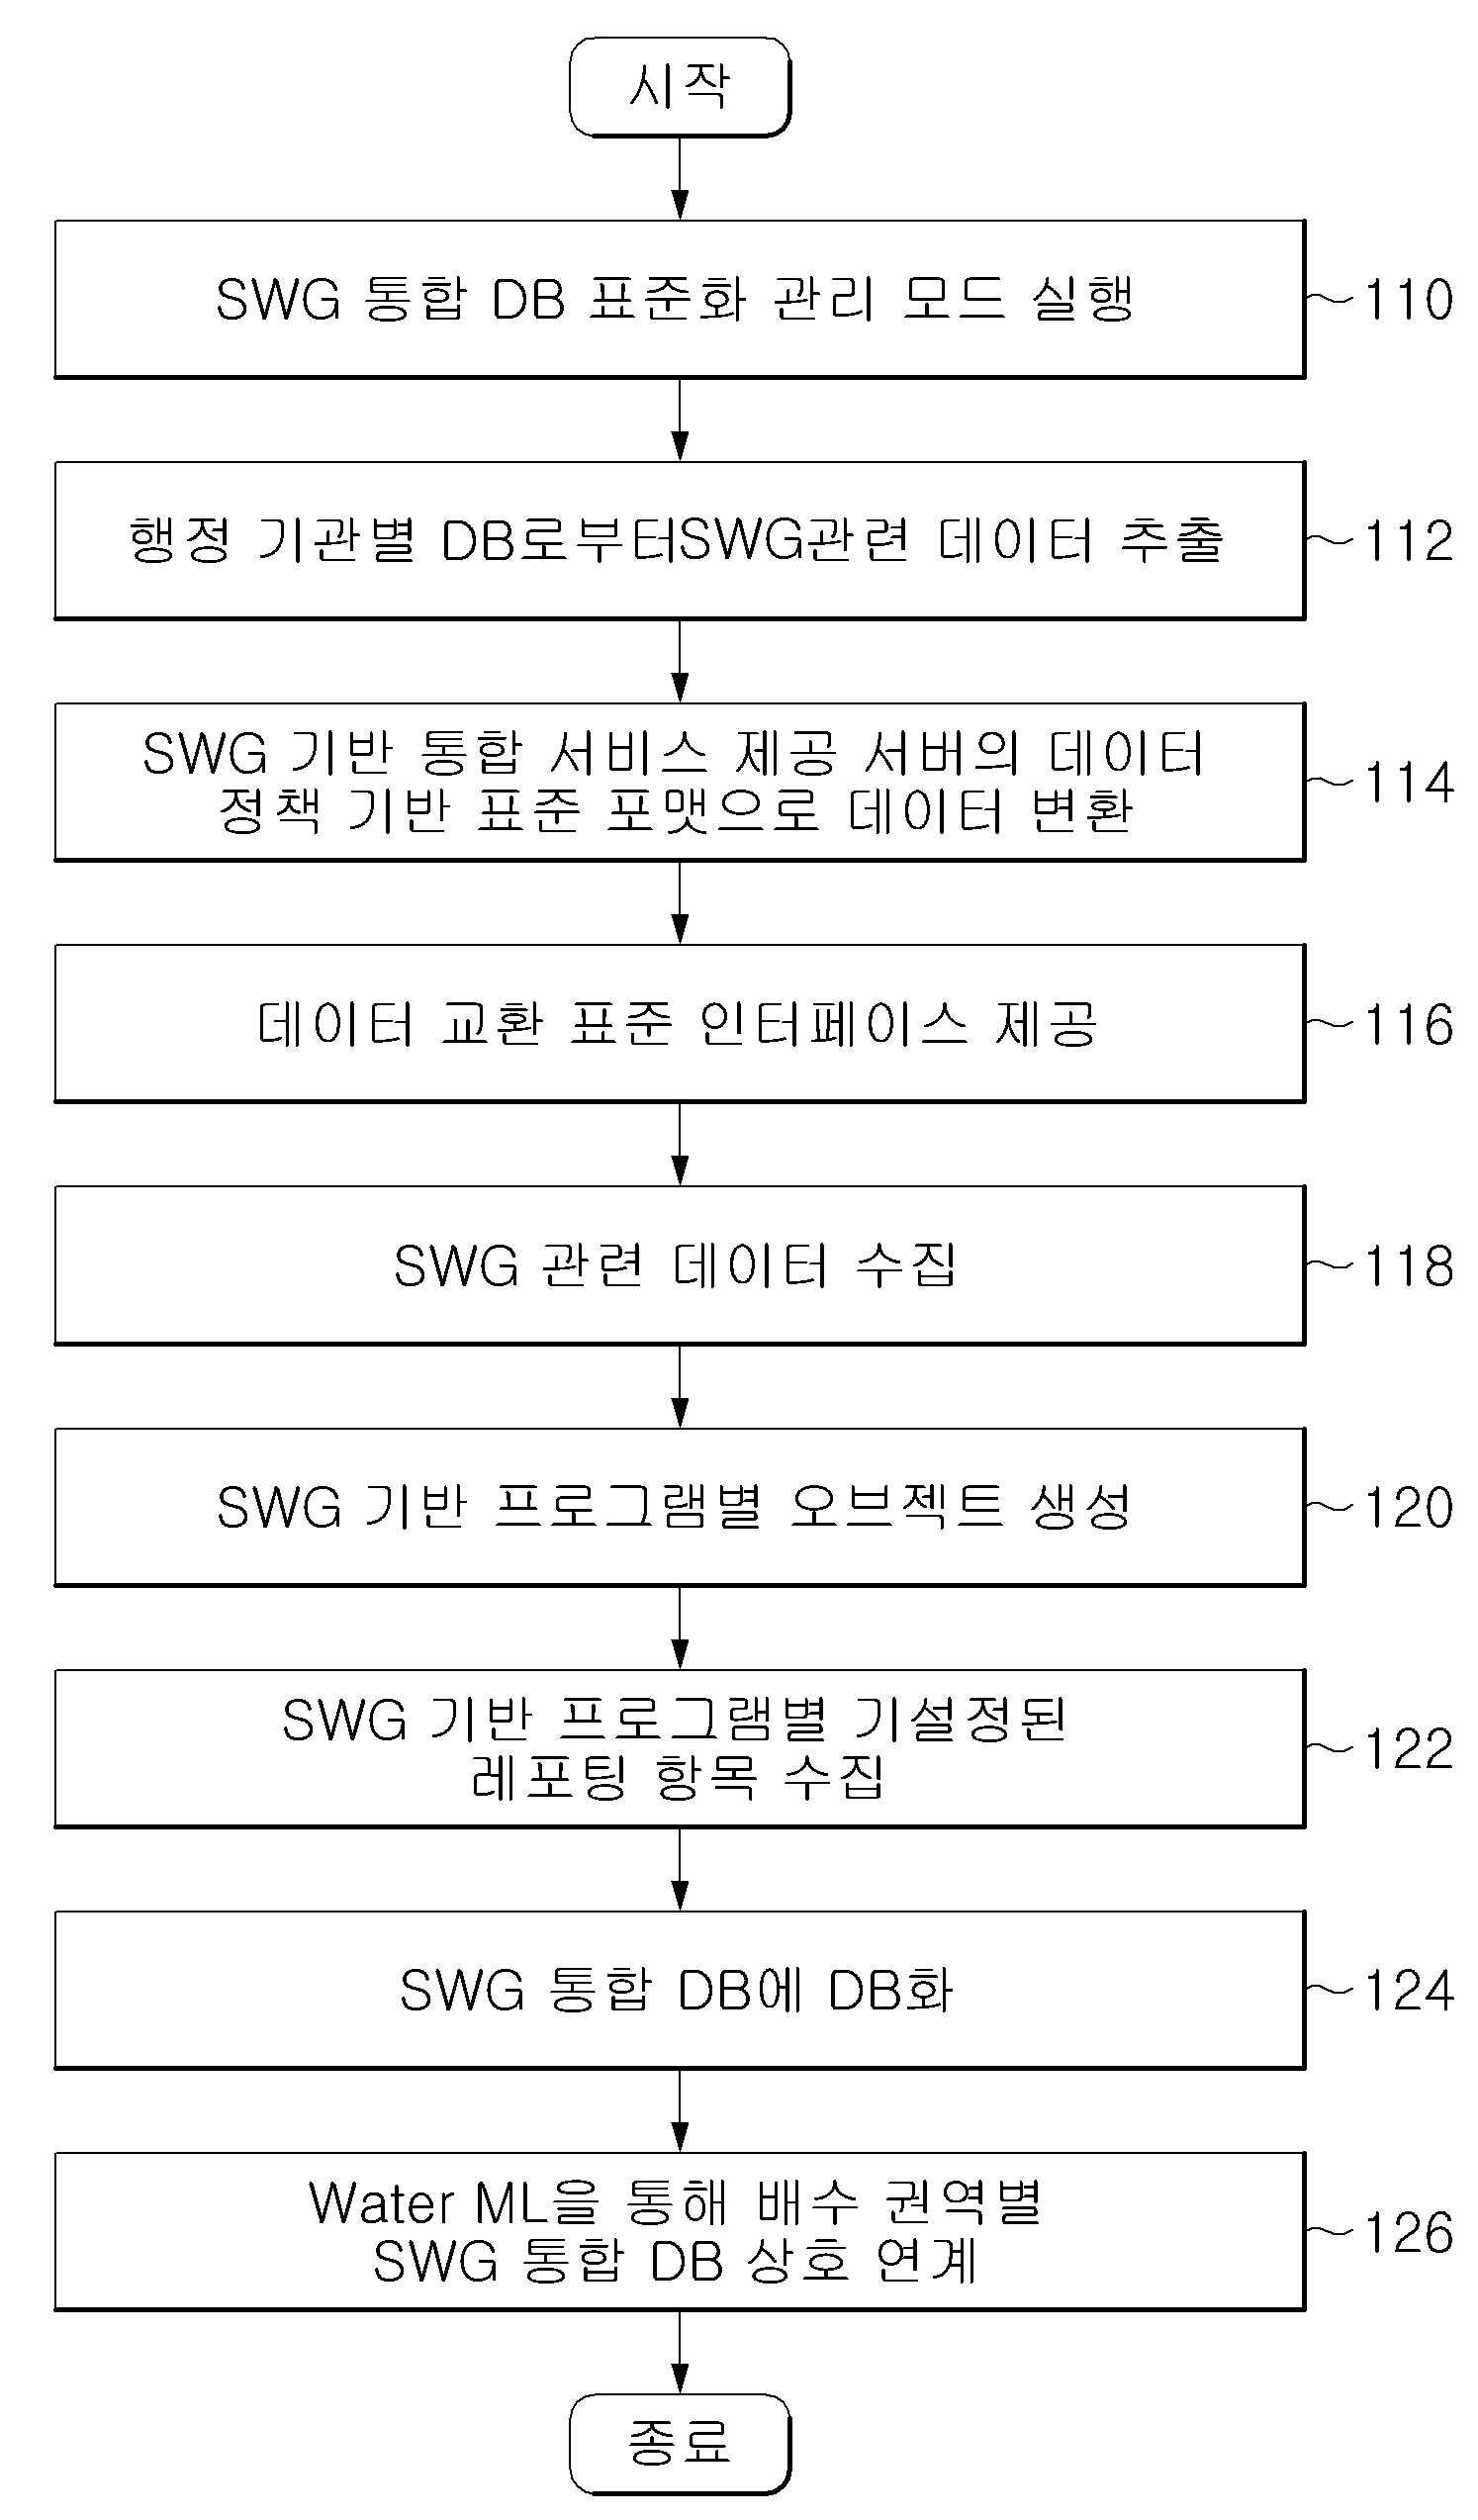 시작
SWG 통합 DB 표준화 관리 모드 실행
110
행정 기관별 DB로부터SWG관련 데이터 추출
112
SWG 기반 통합 서비스 제공 서버의 데이터
정책 기반 표준 포맷으로 데이터 변환
114
데이터 교환 표준 인터페이스 제공
116
SWG 관련 데이터 수집
118
SWG 기반 프로그램별 오브젝트 생성
120
SWG 기반 프로그램별 기설정된
레포팅 항목 수집
122
SWG 통합 DB에 DB화
124
Water ML을 통해 배수 권역별
SWG 통합 DB 상호 연계
126
종료